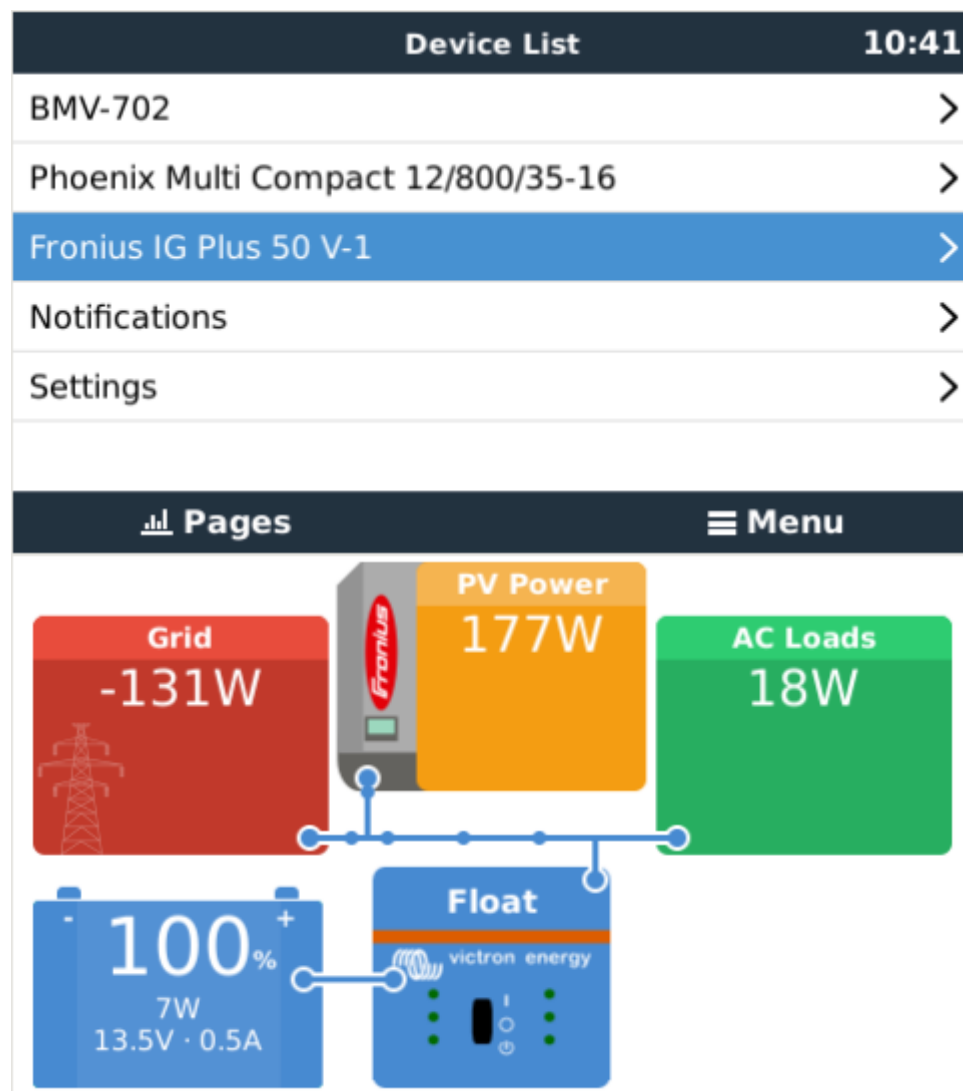 Device List 10:41
BMV-702
Phoenix Multi Compact 12/800/35-16
Fronius IG Plus 50 V-1
Notifications
Settings
Pages Menu
PV Power
177W
Grid
-131W
AC Loads
18W
Fronius
Float
- +
100%
7W
13.5V · 0.5A
victron energy